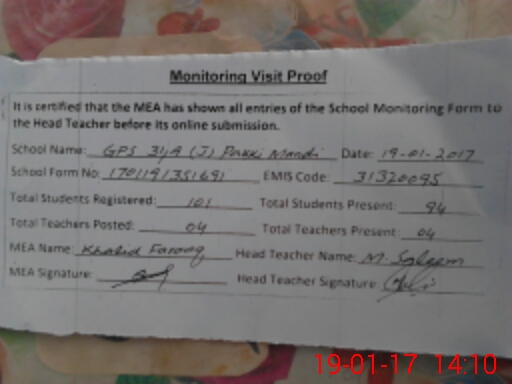 Monitoring Visit Proof
It is certified that the MEA has shown all entries of the School Monitoring Form to
the Head Teacher before its online submission.
School Name: GPS 31/A (J) Pakki Mandi Date: 19-01-2017
School Form No: 1701191351691 EMIS Code: 31320095
Total Students Registered: 101 Total Students Present: 94
Total Teachers Posted: 04 Total Teachers Present: 04
MEA Name: Khalid Farooq Head Teacher Name: M. Saleem
MEA Signature: Head Teacher Signature:
19-01-17 14:10